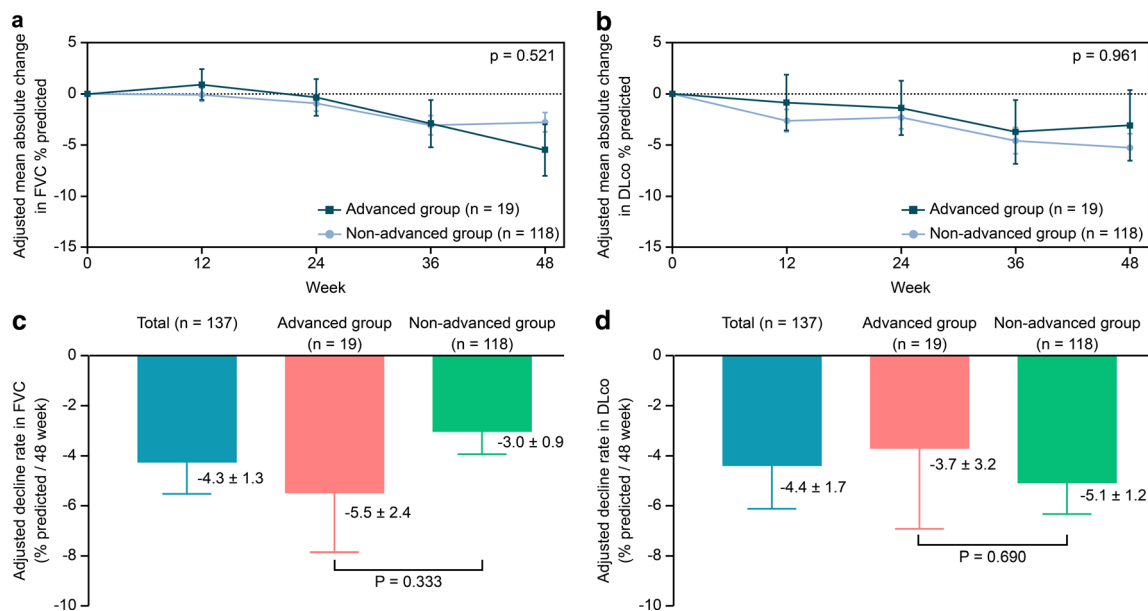 a
Adjusted mean absolute change
in FVC % predicted
5
0
-5
-10
-15
p = 0.521
Advanced group (n = 19)
Non-advanced group (n = 118)
0 12 24 36 48
Week
b
Adjusted mean absolute change
in DLco % predicted
5
0
-5
-10
-15
p = 0.961
Advanced group (n = 19)
Non-advanced group (n = 118)
0 12 24 36 48
Week
c
Adjusted decline rate in FVC
(% predicted / 48 week)
Total (n = 137)
Advanced group
(n = 19)
Non-advanced group
(n = 118)
0
-2
-4
-6
-8
-10
-4.3 ± 1.3
-5.5 ± 2.4
-3.0 ± 0.9
P = 0.333
d
Adjusted decline rate in DLco
(% predicted / 48 week)
Total (n = 137)
Advanced group
(n = 19)
Non-advanced group
(n = 118)
0
-2
-4
-6
-8
-10
-4.4 ± 1.7
-3.7 ± 3.2
-5.1 ± 1.2
P = 0.690